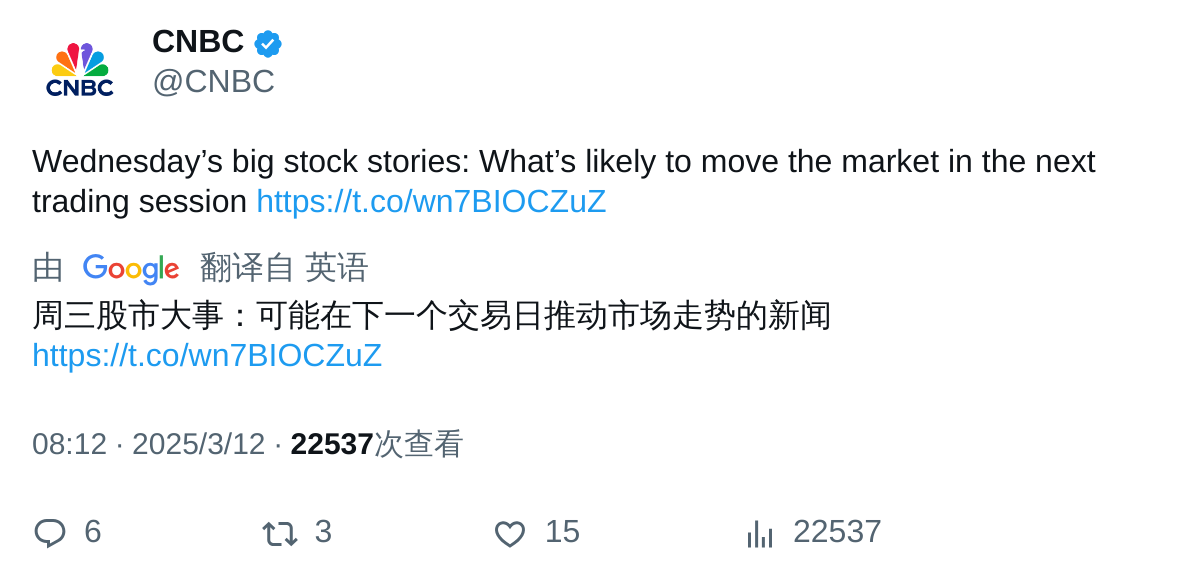 CNBC
CNBC
@CNBC
Wednesday’s big stock stories: What’s likely to move the market in the next
trading session https://t.co/wn7BIOCZuZ
由 Google 翻译自 英语
周三股市大事：可能在下一个交易日推动市场走势的新闻
https://t.co/wn7BIOCZuZ
08:12 · 2025/3/12 · 22537次查看
6 3 15 22537